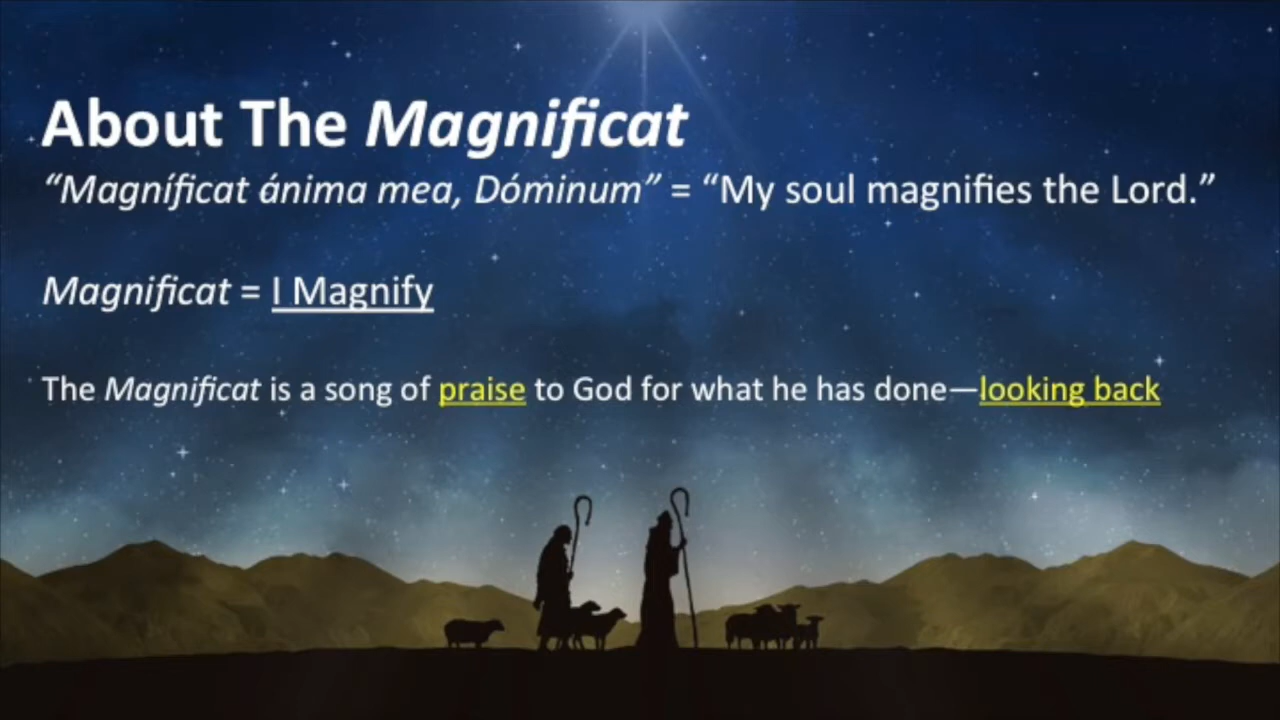 About The Magnificat
“Magníficat ánima mea, Dóminum” = “My soul magnifies the Lord.”
Magnificat = I Magnify
The Magnificat is a song of praise to God for what he has done—looking back